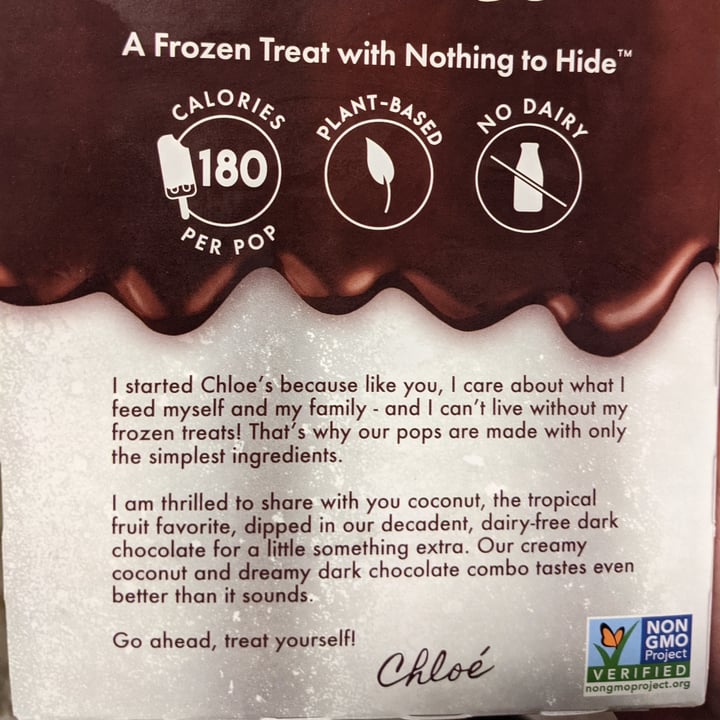 A Frozen Treat with Nothing to Hide™
CALORIES
180
PER POP
PLANT-BASED
NO DAIRY
I started Chloe's because like you, I care about what I
feed myself and my family - and I can't live without my
frozen treats! That's why our pops are made with only
the simplest ingredients.
I am thrilled to share with you coconut, the tropical
fruit favorite, dipped in our decadent, dairy-free dark
chocolate for a little something extra. Our creamy
coconut and dreamy dark chocolate combo tastes even
better than it sounds.
Go ahead, treat yourself!
Chloé
NON
GMO
Project
VERIFIED
nongmoproject.org